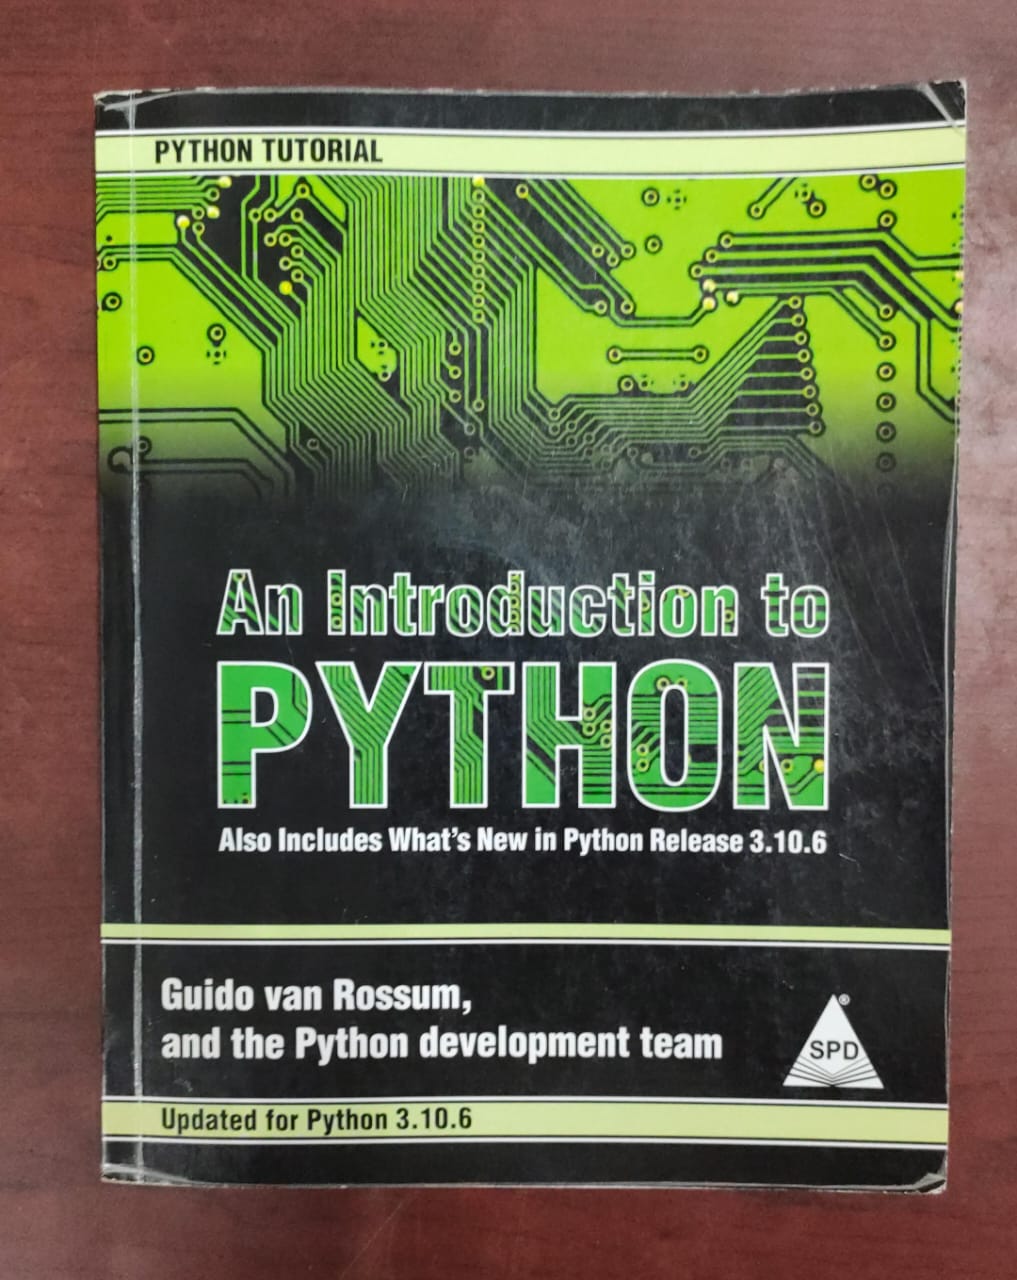 PYTHON TUTORIAL
An Introduction to
PYTHON
Also Includes What's New in Python Release 3.10.6
Guido van Rossum,
and the Python development team
®
SPD
Updated for Python 3.10.6